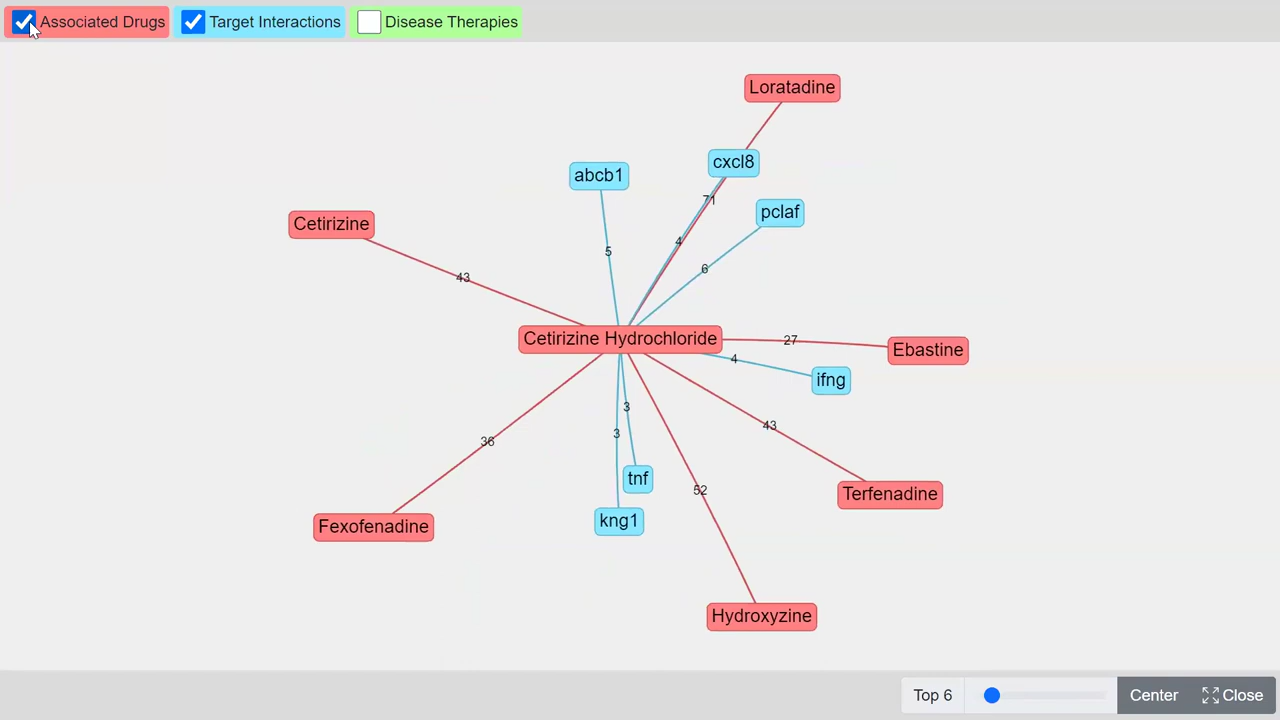 Associated Drugs
Target Interactions
Disease Therapies
Loratadine
cxcl8
abcb1
71
pclaf
Cetirizine
4
5
6
43
Cetirizine Hydrochloride
27
Ebastine
4
ifng
3
43
3
36
tnf
52
Terfenadine
kng1
Fexofenadine
Hydroxyzine
Top 6
Center
Close